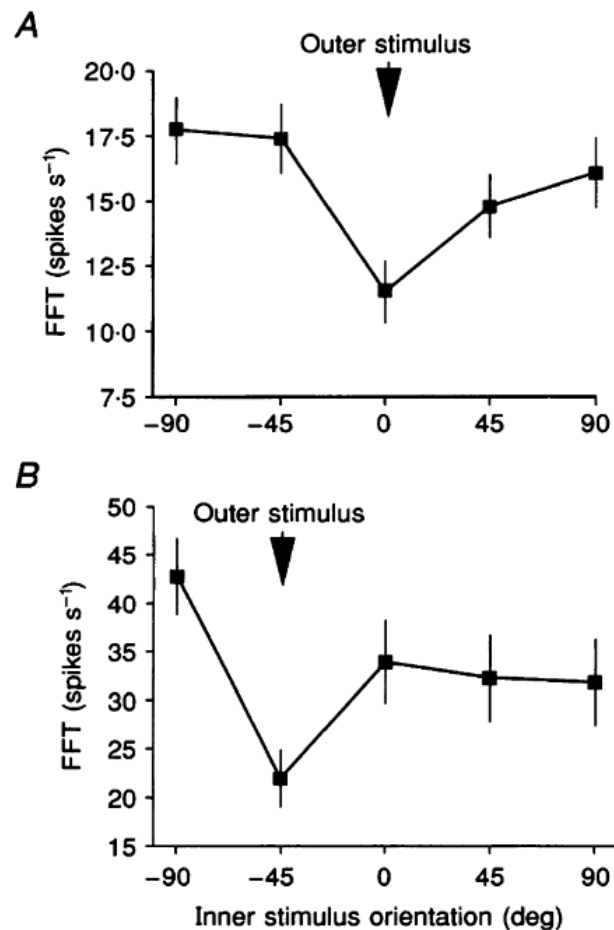 A
Outer stimulus
20·0
17·5
15·0
12·5
10·0
7·5
FFT (spikes s⁻¹)
−90 −45 0 45 90
B
Outer stimulus
50
45
40
35
30
25
20
15
FFT (spikes s⁻¹)
−90 −45 0 45 90
Inner stimulus orientation (deg)